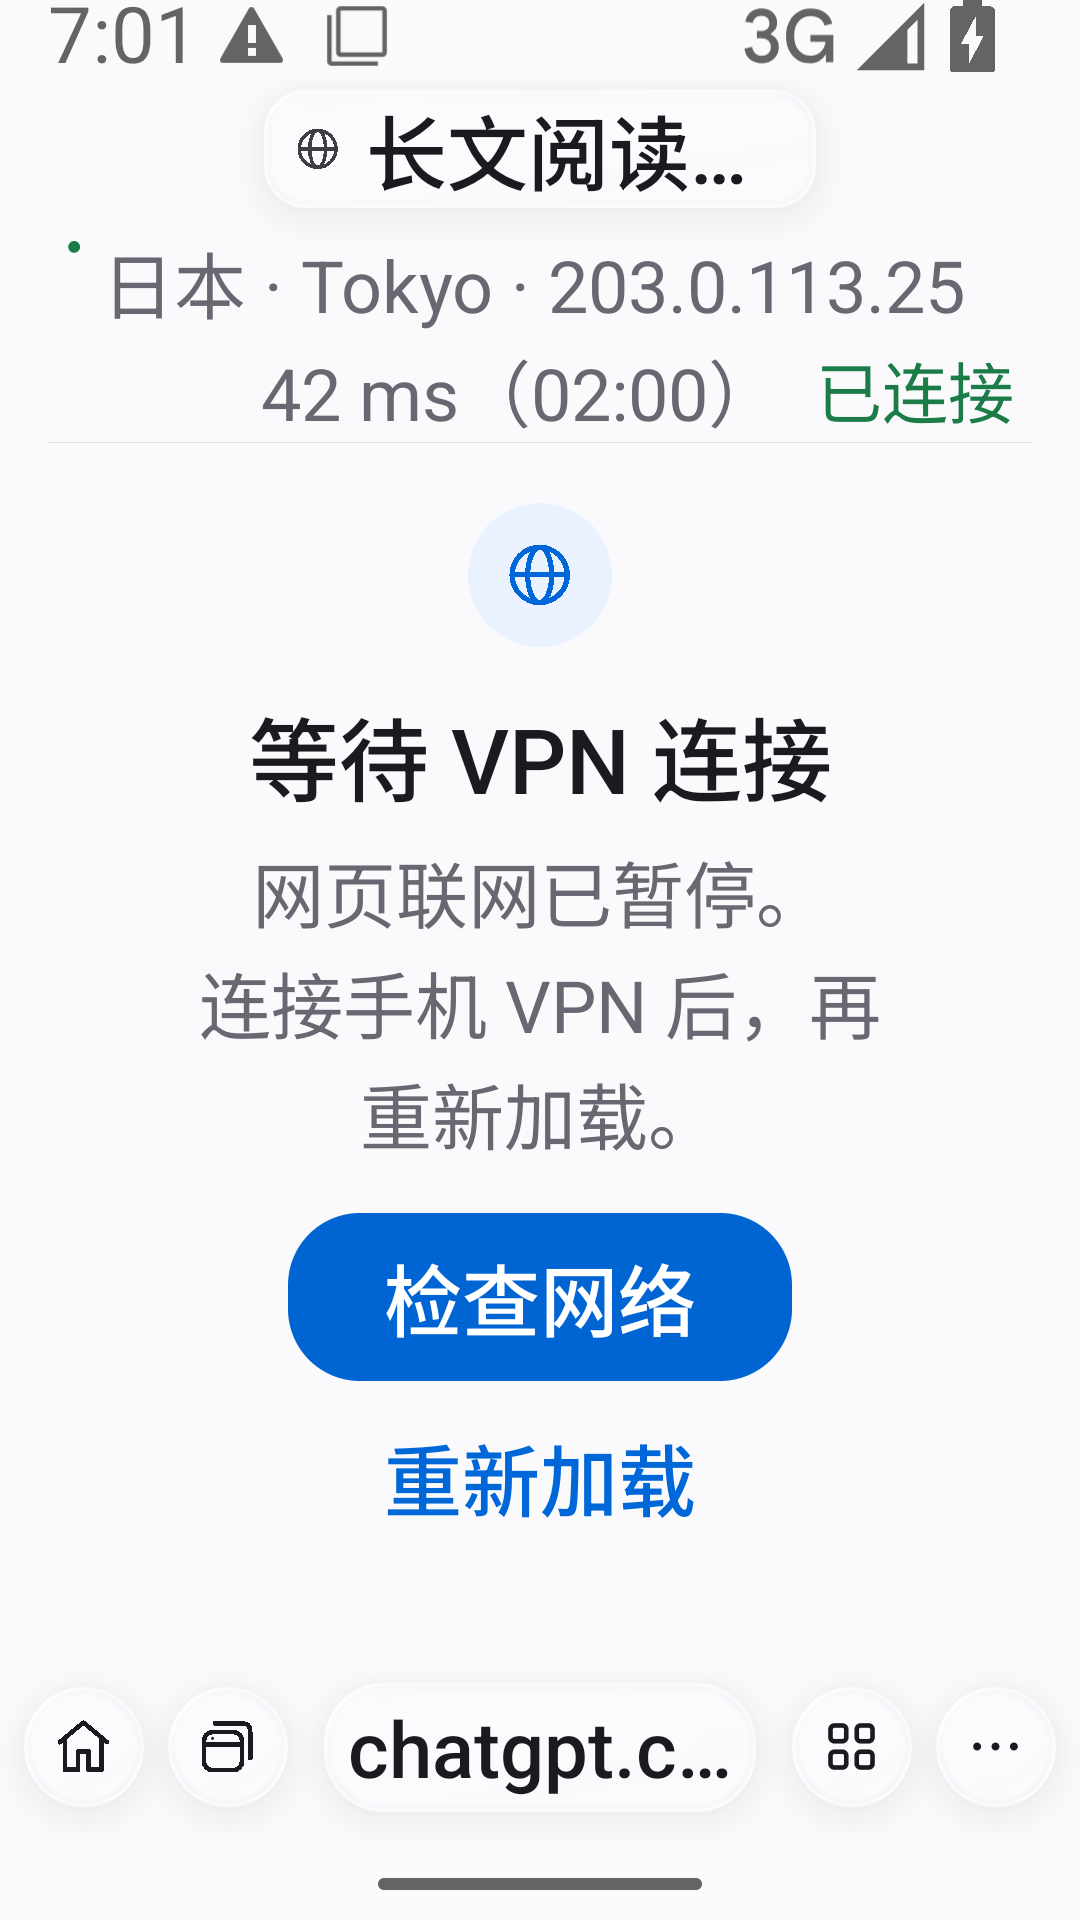 7:01 3G
长文阅读...
日本 · Tokyo · 203.0.113.25
42 ms（02:00） 已连接
等待 VPN 连接
网页联网已暂停。
连接手机 VPN 后，再
重新加载。
检查网络
重新加载
chatgpt.c...